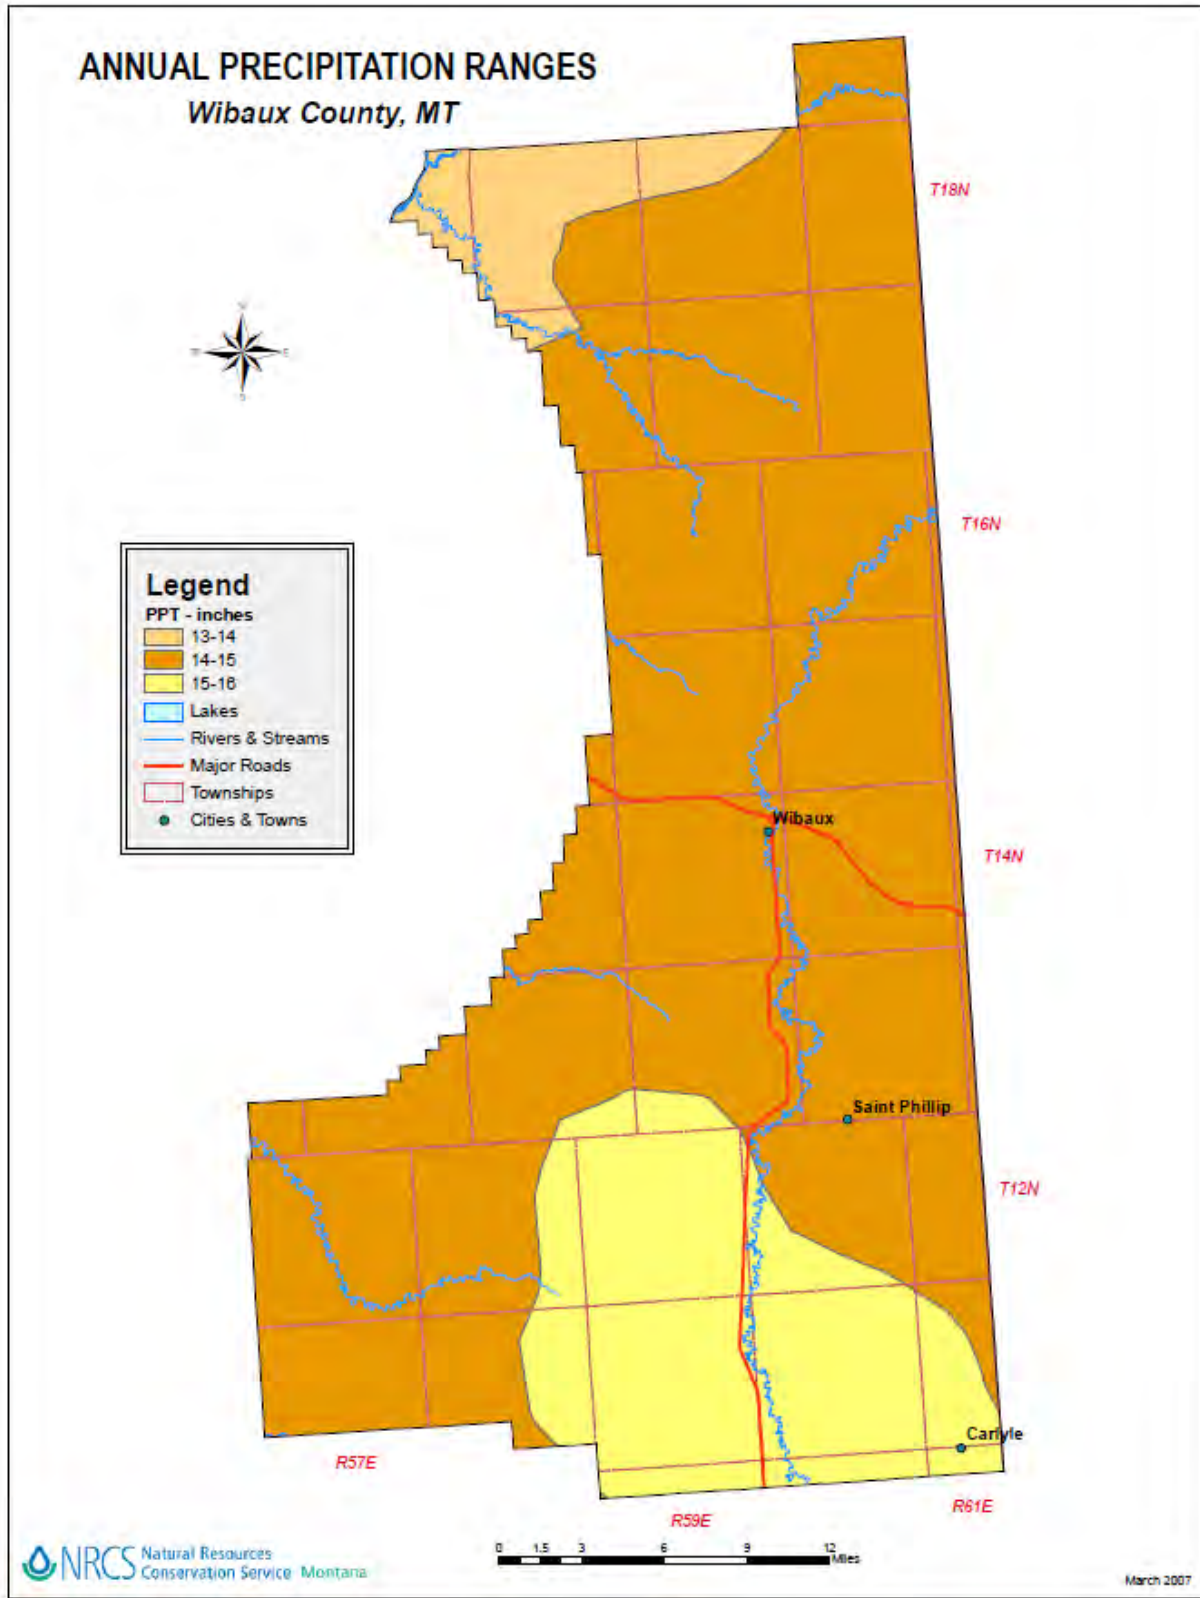 ANNUAL PRECIPITATION RANGES
Wibaux County, MT
T18N
N
W E
S
T16N
Legend
PPT - inches
13-14
14-15
15-16
Lakes
Rivers & Streams
Major Roads
Townships
Cities & Towns
Wibaux
T14N
Saint Phillip
T12N
Carlyle
R57E
R59E
R61E
0 1.5 3 6 9 12
Miles
NRCS Natural Resources
Conservation Service Montana
March 2007